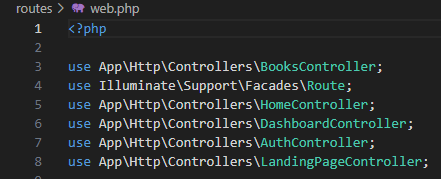 routes > web.php
1 <?php
2
3 use App\Http\Controllers\BooksController;
4 use Illuminate\Support\Facades\Route;
5 use App\Http\Controllers\HomeController;
6 use App\Http\Controllers\DashboardController;
7 use App\Http\Controllers\AuthController;
8 use App\Http\Controllers\LandingPageController;